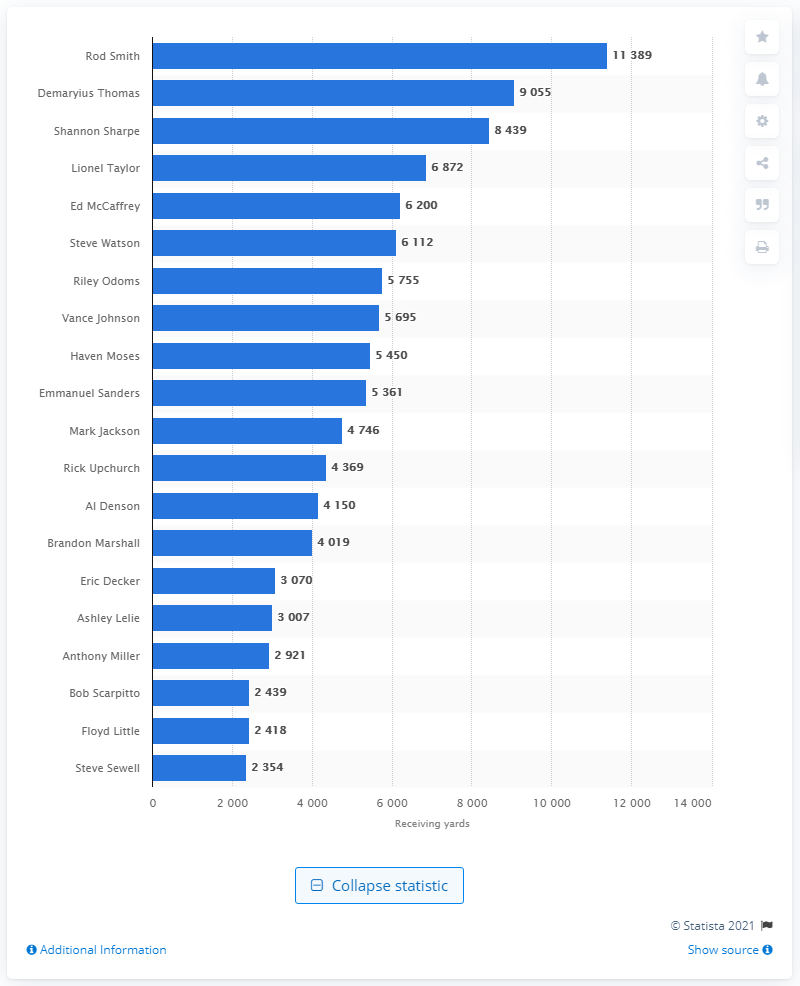 Rod Smith 11 389
Demaryius Thomas 9 055
Shannon Sharpe 8 439
Lionel Taylor 6 872
Ed McCaffrey 6 200
Steve Watson 6 112
Riley Odoms 5 755
Vance Johnson 5 695
Haven Moses 5 450
Emmanuel Sanders 5 361
Mark Jackson 4 746
Rick Upchurch 4 369
Al Denson 4 150
Brandon Marshall 4 019
Eric Decker 3 070
Ashley Lelie 3 007
Anthony Miller 2 921
Bob Scarpitto 2 439
Floyd Little 2 418
Steve Sewell 2 354
0 2 000 4 000 6 000 8 000 10 000 12 000 14 000
Receiving yards
Collapse statistic
© Statista 2021
Additional Information Show source